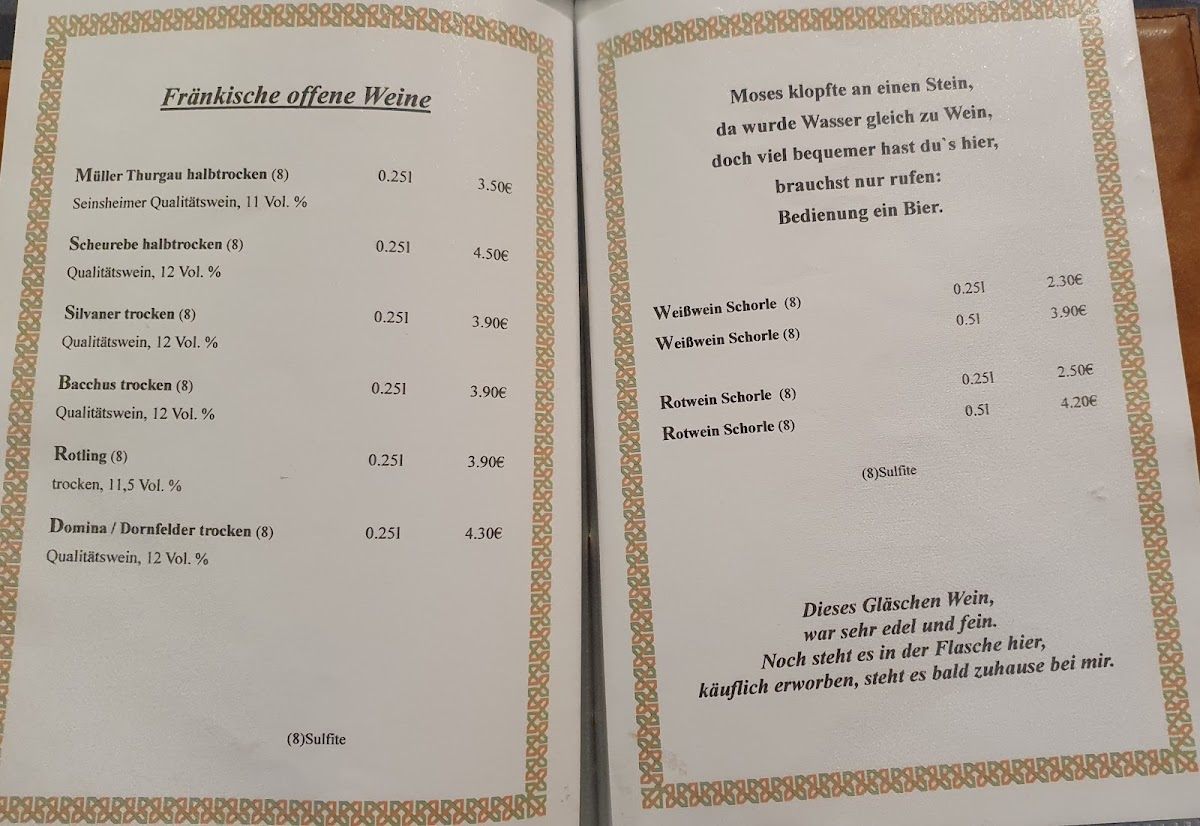 Fränkische offene Weine
Müller Thurgau halbtrocken (8) 0.25l 3.50€
Seinsheimer Qualitätswein, 11 Vol. %
Scheurebe halbtrocken (8) 0.25l 4.50€
Qualitätswein, 12 Vol. %
Silvaner trocken (8) 0.25l 3.90€
Qualitätswein, 12 Vol. %
Bacchus trocken (8) 0.25l 3.90€
Qualitätswein, 12 Vol. %
Rotling (8) 0.25l 3.90€
trocken, 11,5 Vol. %
Domina / Dornfelder trocken (8) 0.25l 4.30€
Qualitätswein, 12 Vol. %
(8)Sulfite
Moses klopfte an einen Stein,
da wurde Wasser gleich zu Wein,
doch viel bequemer hast du`s hier,
brauchst nur rufen:
Bedienung ein Bier.
Weißwein Schorle (8) 0.25l 2.30€
Weißwein Schorle (8) 0.5l 3.90€
Rotwein Schorle (8) 0.25l 2.50€
Rotwein Schorle (8) 0.5l 4.20€
(8)Sulfite
Dieses Gläschen Wein,
war sehr edel und fein.
Noch steht es in der Flasche hier,
käuflich erworben, steht es bald zuhause bei mir.